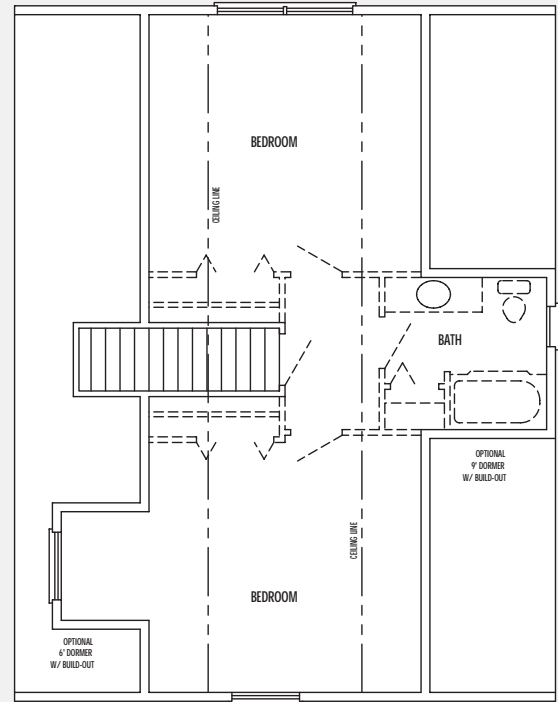 BEDROOM
CEILING LINE
BATH
OPTIONAL
9' DORMER
W/ BUILD-OUT
CEILING LINE
BEDROOM
OPTIONAL
6' DORMER
W/ BUILD-OUT